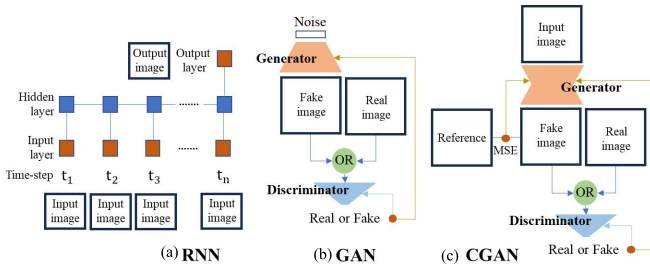 Output
image
Output
layer
Hidden
layer
Input
layer
Time-step
t1
t2
t3
tn
Input
image
Input
image
Input
image
Input
image
(a) RNN
Noise
Generator
Fake
image
Real
image
OR
Discriminator
Real or Fake
(b) GAN
Input
image
Generator
Reference
MSE
Fake
image
Real
image
OR
Discriminator
Real or Fake
(c) CGAN